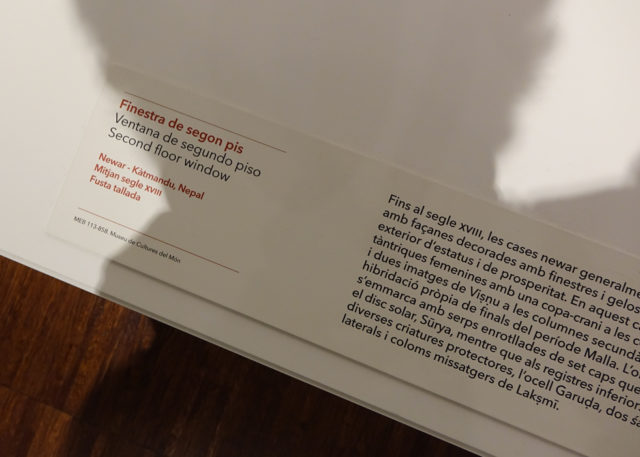 Finestra de segon pis
Ventana de segundo piso
Second floor window
Newar - Kàtmandu, Nepal
Mitjan segle XVIII
Fusta tallada
MEB 113-858. Museu de Cultures del Món
Fins al segle XVIII, les cases newar generalme
amb façanes decorades amb finestres i gelos
exterior d'estatus i de prosperitat. En aquest c
tàntriques femenines amb una copa-crani a les c
i dues imatges de Viṣṇu a les columnes secund
hibridació pròpia de finals del període Malla. L'o
s'emmarca amb serps enrotllades de set caps que
el disc solar, Sūrya, mentre que als registres inferior
diverses criatures protectores, l'ocell Garuḍa, dos śa
laterals i coloms missatgers de Lakṣmī.